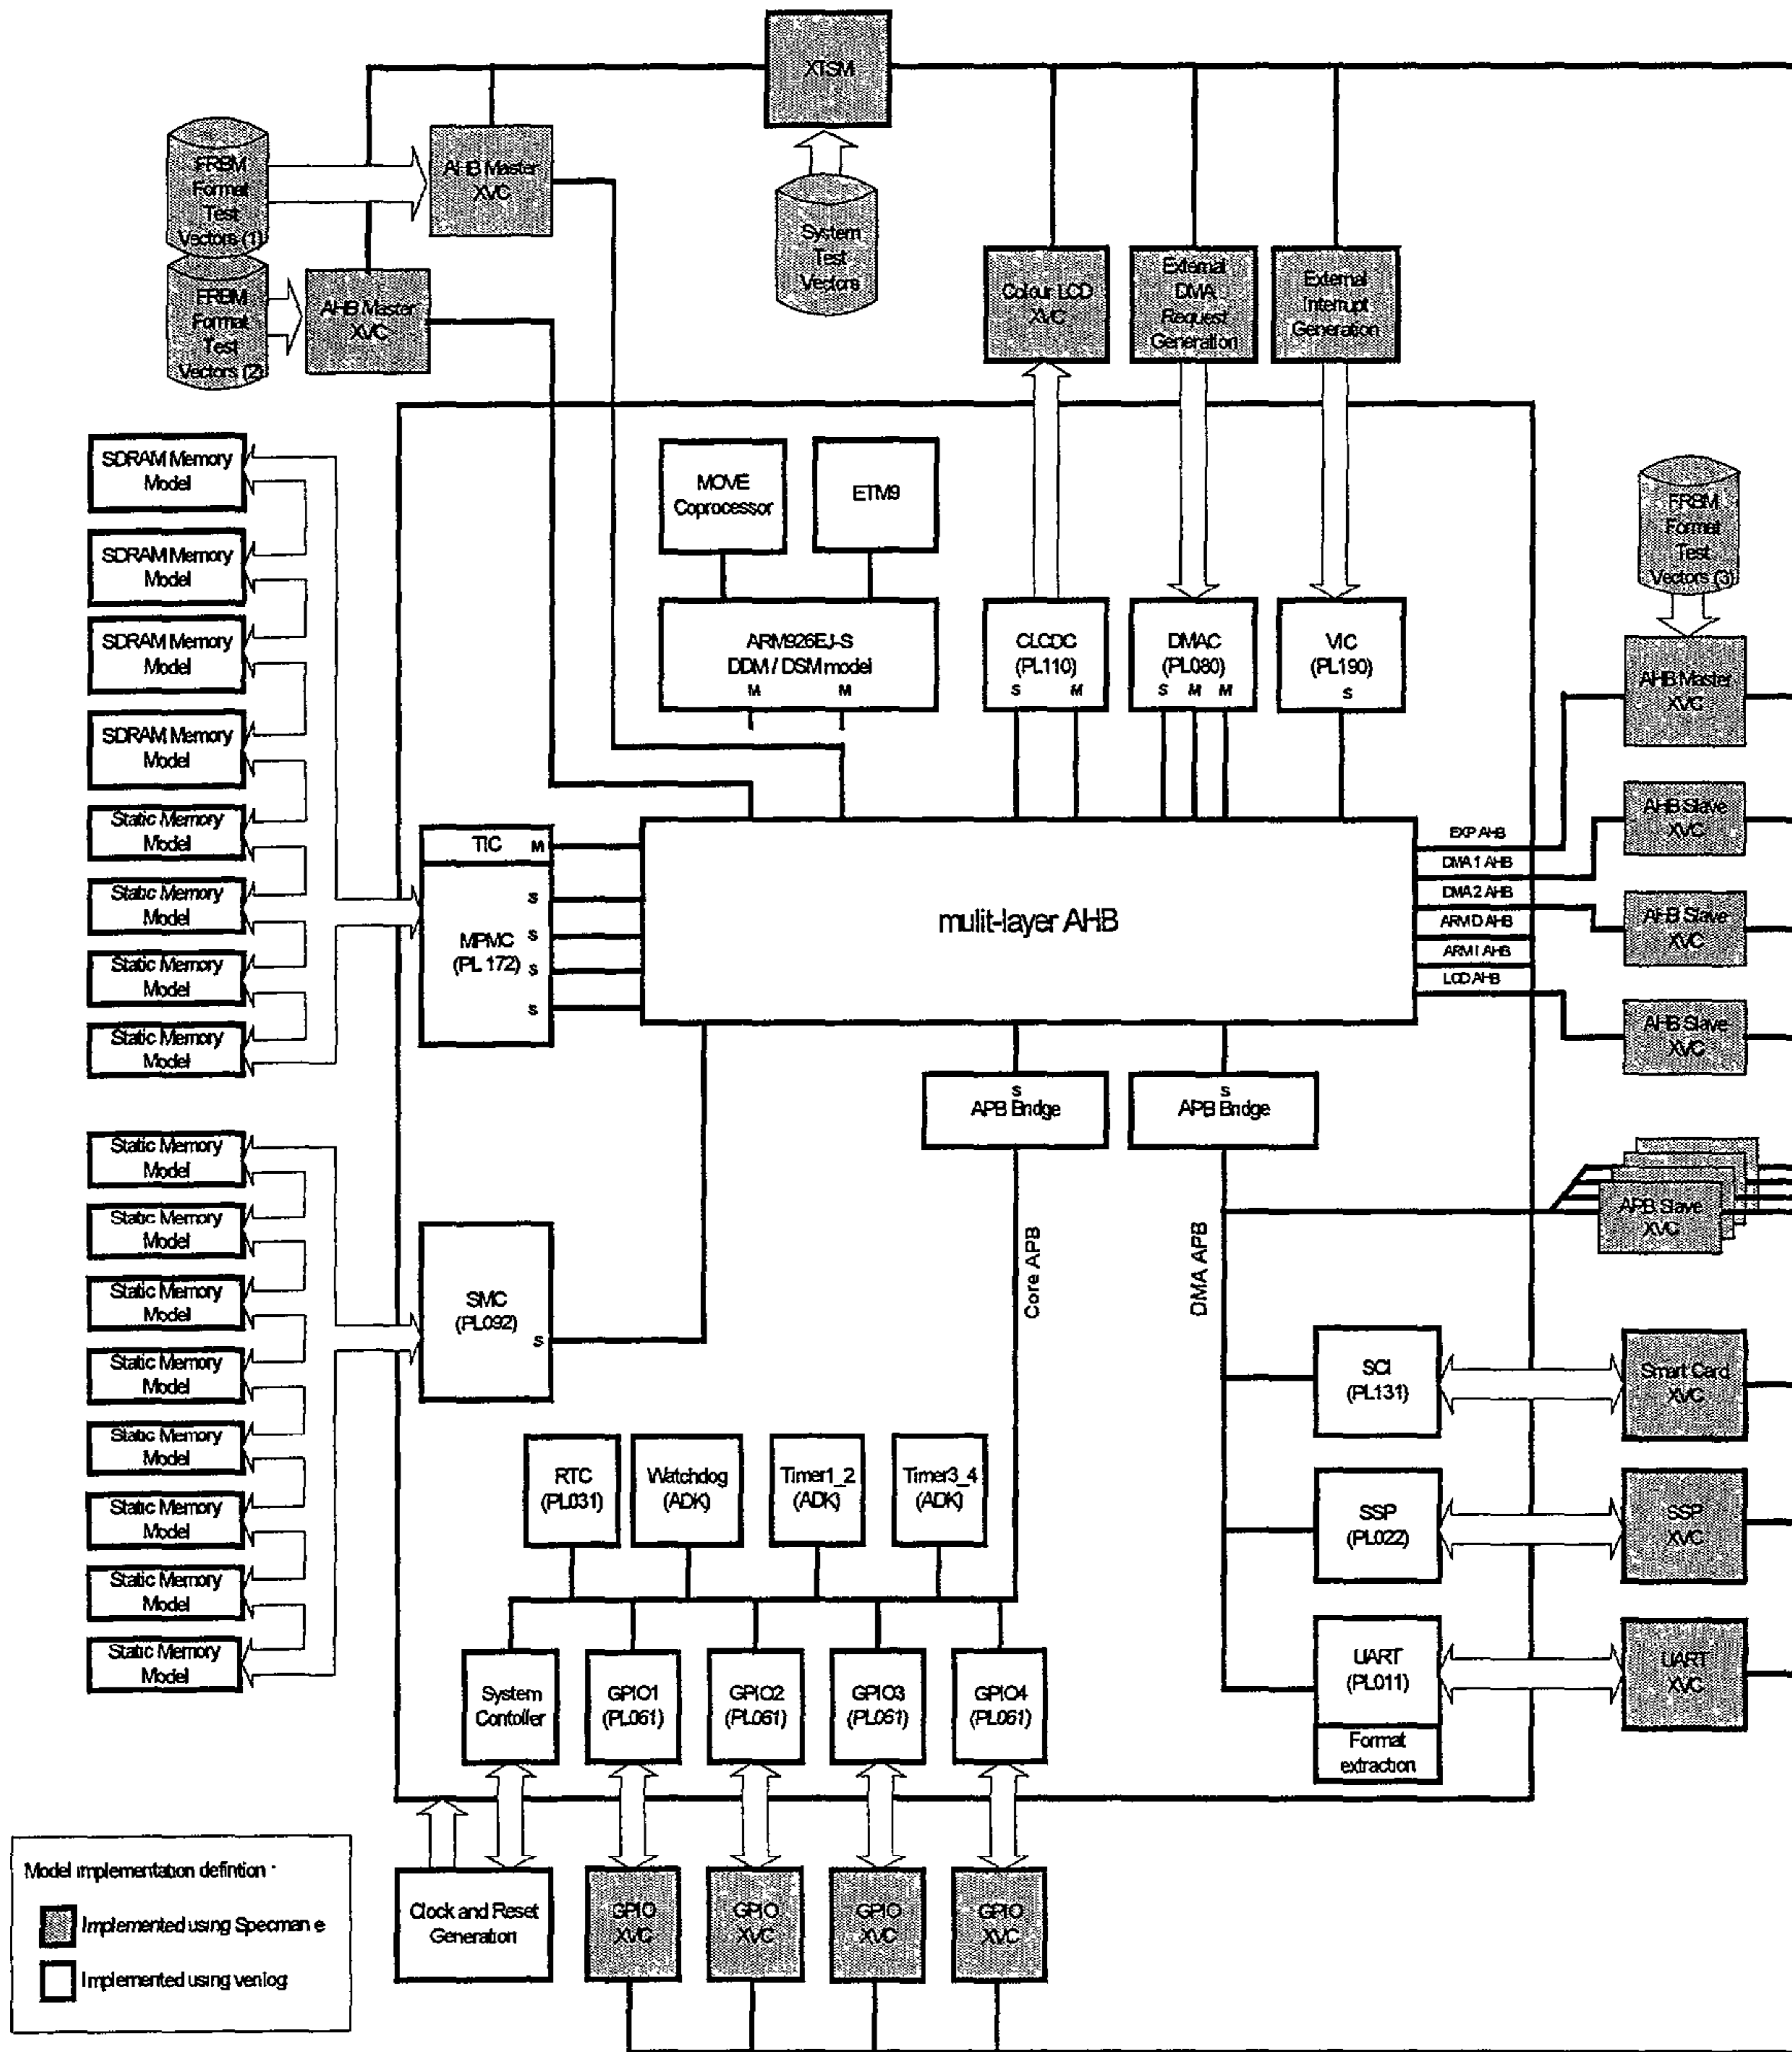 XTSM
FRBM
Format
Test
Vectors (1)
AHB Master
XVC
System
Test
Vectors
FRBM
Format
Test
Vectors (2)
AHB Master
XVC
Colour LCD
XVC
External
DMA
Request
Generation
External
Interrupt
Generation
SDRAM Memory
Model
SDRAM Memory
Model
SDRAM Memory
Model
SDRAM Memory
Model
Static Memory
Model
Static Memory
Model
Static Memory
Model
Static Memory
Model
MOVE
Coprocessor
ETM9
ARM926EJ-S
DDM / DSM model
M M
CLCDC
(PL110)
S M
DMAC
(PL080)
S M M
VIC
(PL190)
S
FRBM
Format
Test
Vectors (3)
AHB Master
XVC
AHB Slave
XVC
AHB Slave
XVC
AHB Slave
XVC
TIC M
MPMC
(PL172)
S
S
S
S
mulit-layer AHB
EXP AHB
DMA 1 AHB
DMA 2 AHB
ARM D AHB
ARM I AHB
LCD AHB
S
APB Bridge
S
APB Bridge
Static Memory
Model
Static Memory
Model
Static Memory
Model
Static Memory
Model
Static Memory
Model
Static Memory
Model
Static Memory
Model
Static Memory
Model
SMC
(PL092)
S
Core APB
DMA APB
APB Slave
XVC
SCI
(PL131)
Smart Card
XVC
SSP
(PL022)
SSP
XVC
UART
(PL011)
Format
extraction
UART
XVC
RTC
(PL031)
Watchdog
(ADK)
Timer1_2
(ADK)
Timer3_4
(ADK)
System
Contoller
GPIO1
(PL061)
GPIO2
(PL061)
GPIO3
(PL061)
GPIO4
(PL061)
Clock and Reset
Generation
GPIO
XVC
GPIO
XVC
GPIO
XVC
GPIO
XVC
Model implementation defintion :
Implemented using Specman e
Implemented using verilog